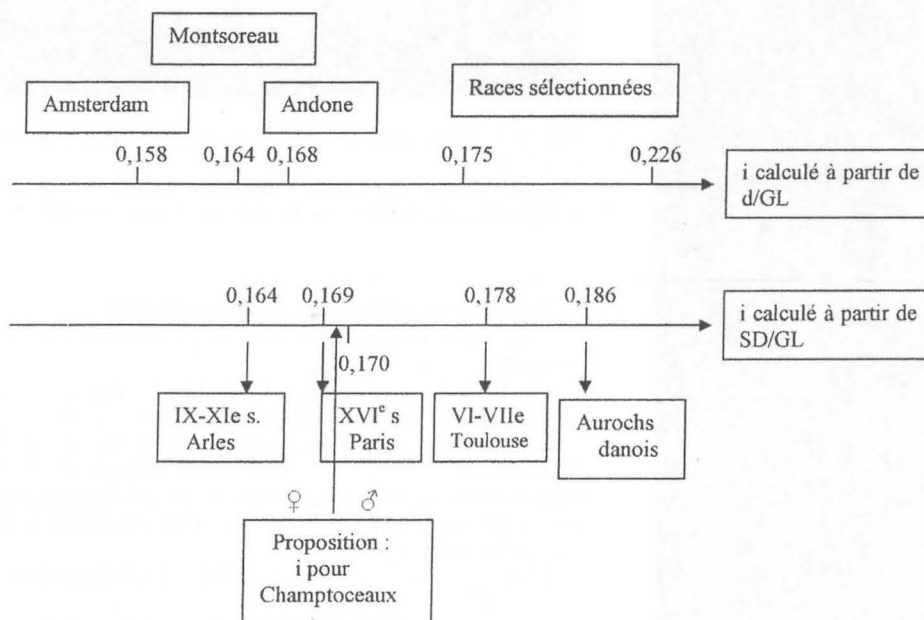 Montsoreau
Amsterdam
Andone
Races sélectionnées
0,158
0,164
0,168
0,175
0,226
i calculé à partir de
d/GL
0,164
0,169
0,178
0,186
i calculé à partir de
SD/GL
0,170
IX-XIe s.
Arles
XVIᵉ s
Paris
VI-VIIe
Toulouse
Aurochs
danois
♀ ♂
Proposition :
i pour
Champtoceaux